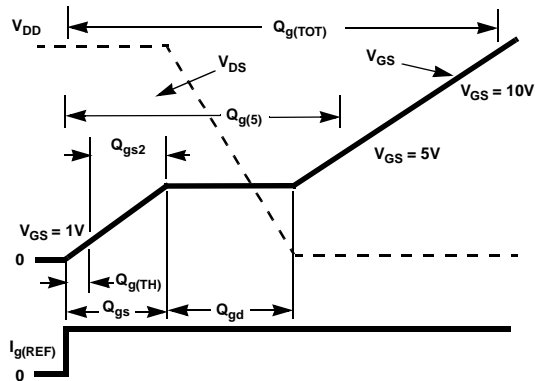 V_DD
Q_g(TOT)
V_DS
V_GS
V_GS = 10V
Q_g(5)
Q_gs2
V_GS = 5V
V_GS = 1V
0
Q_g(TH)
Q_gs
Q_gd
I_g(REF)
0